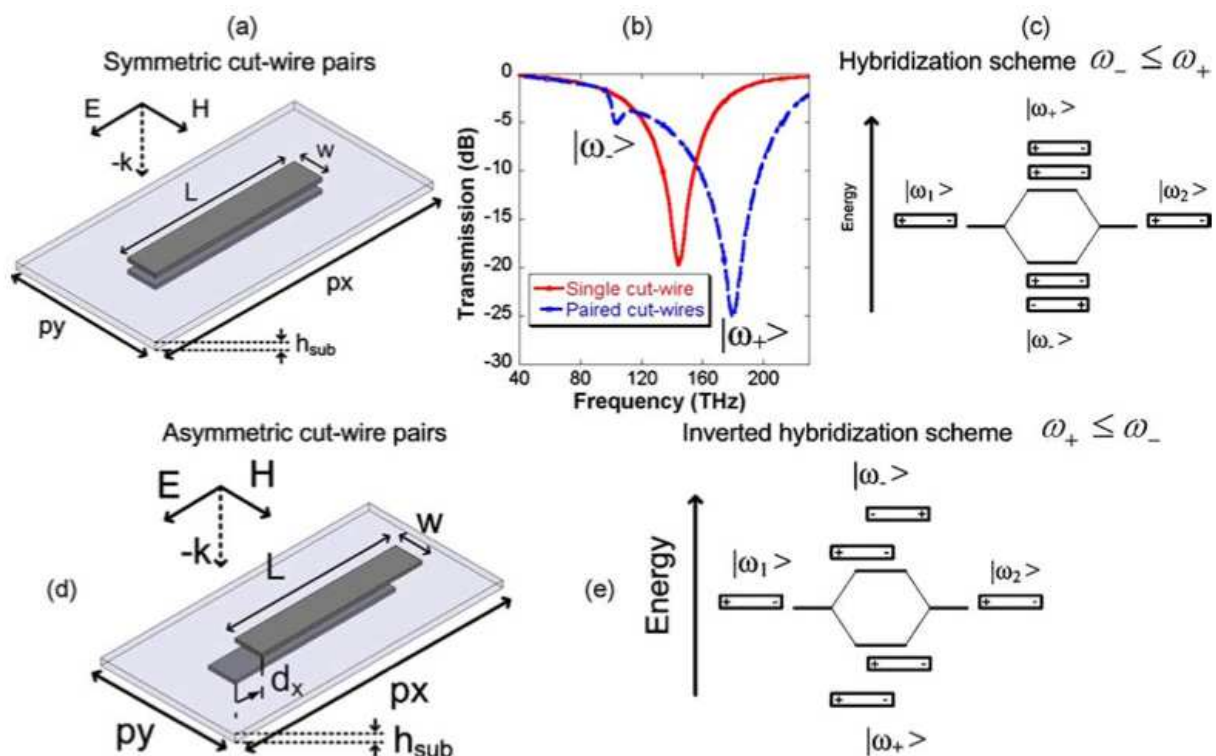 (a)
Symmetric cut-wire pairs
E
H
-k
w
L
px
py
h_sub
(b)
0
-5
-10
-15
-20
-25
-30
Transmission (dB)
|ω->
Single cut-wire
Paired cut-wires
|ω+>
40
80
120
160
200
Frequency (THz)
(c)
Hybridization scheme ω- ≤ ω+
|ω+>
+ -
+ -
Energy
|ω1>
+ -
|ω2>
+ -
+ -
- +
|ω->
Asymmetric cut-wire pairs
E
H
-k
w
L
(d)
dx
px
py
h_sub
Inverted hybridization scheme ω+ ≤ ω-
|ω->
- +
+ -
Energy
(e)
|ω1>
+ -
|ω2>
+ -
+ -
+ -
|ω+>